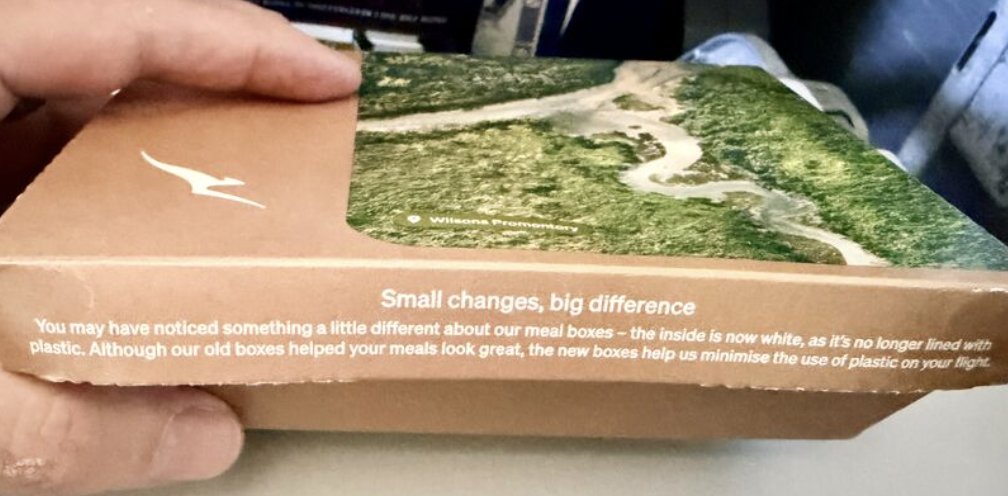 Wilsons Promontory
Small changes, big difference
You may have noticed something a little different about our meal boxes – the inside is now white, as it's no longer lined with
plastic. Although our old boxes helped your meals look great, the new boxes help us minimise the use of plastic on your flight.